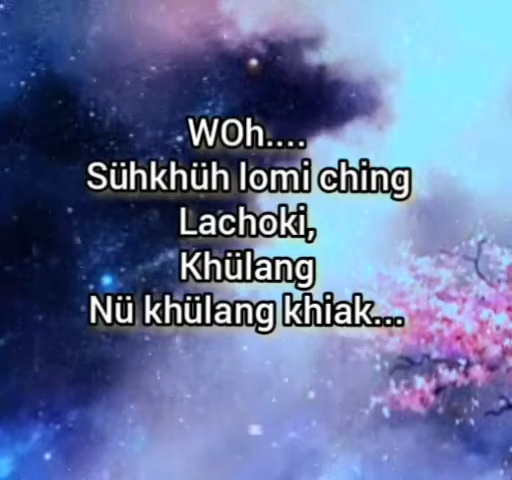 WOh....
Sühkhüh lomi ching
Lachoki,
Khülang
Nü khülang khiak...